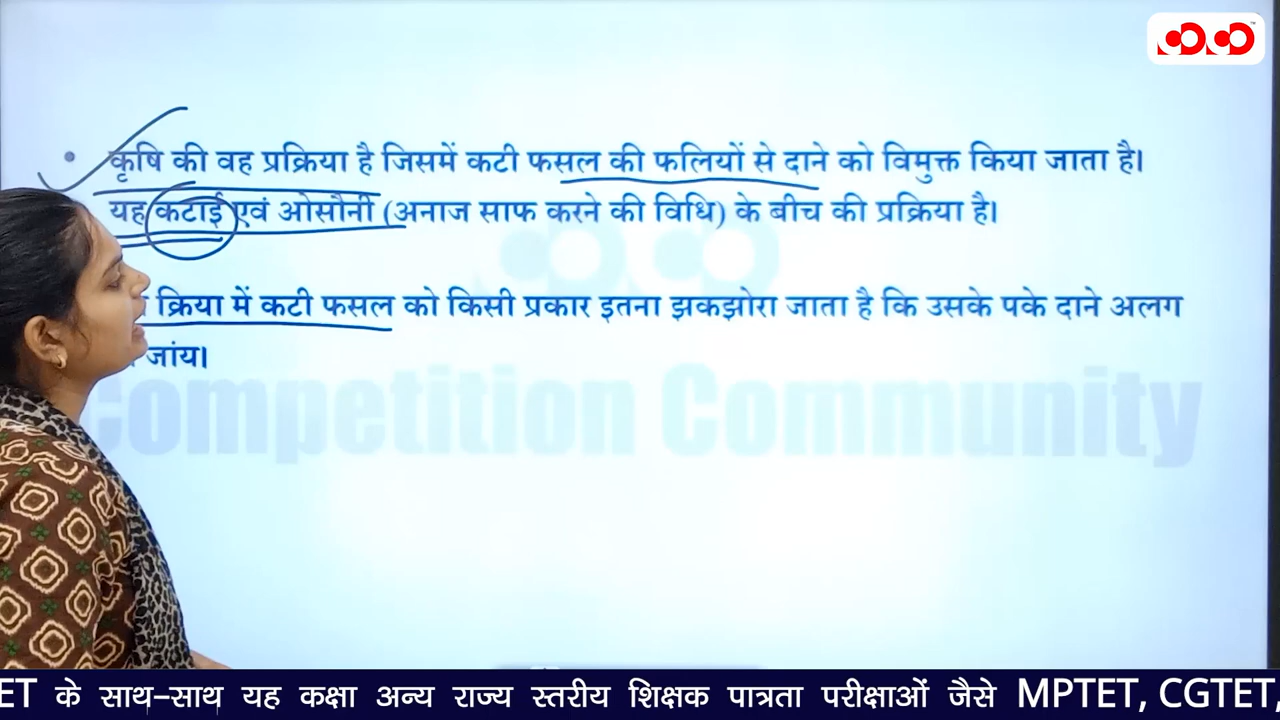 कृषि की वह प्रक्रिया है जिसमें कटी फसल की फलियों से दाने को विमुक्त किया जाता है।
यह कटाई एवं ओसौनी (अनाज साफ करने की विधि) के बीच की प्रक्रिया है।
क्रिया में कटी फसल को किसी प्रकार इतना झकझोरा जाता है कि उसके पके दाने अलग
जांय।
Competition Community
ET के साथ-साथ यह कक्षा अन्य राज्य स्तरीय शिक्षक पात्रता परीक्षाओं जैसे MPTET, CGTET,